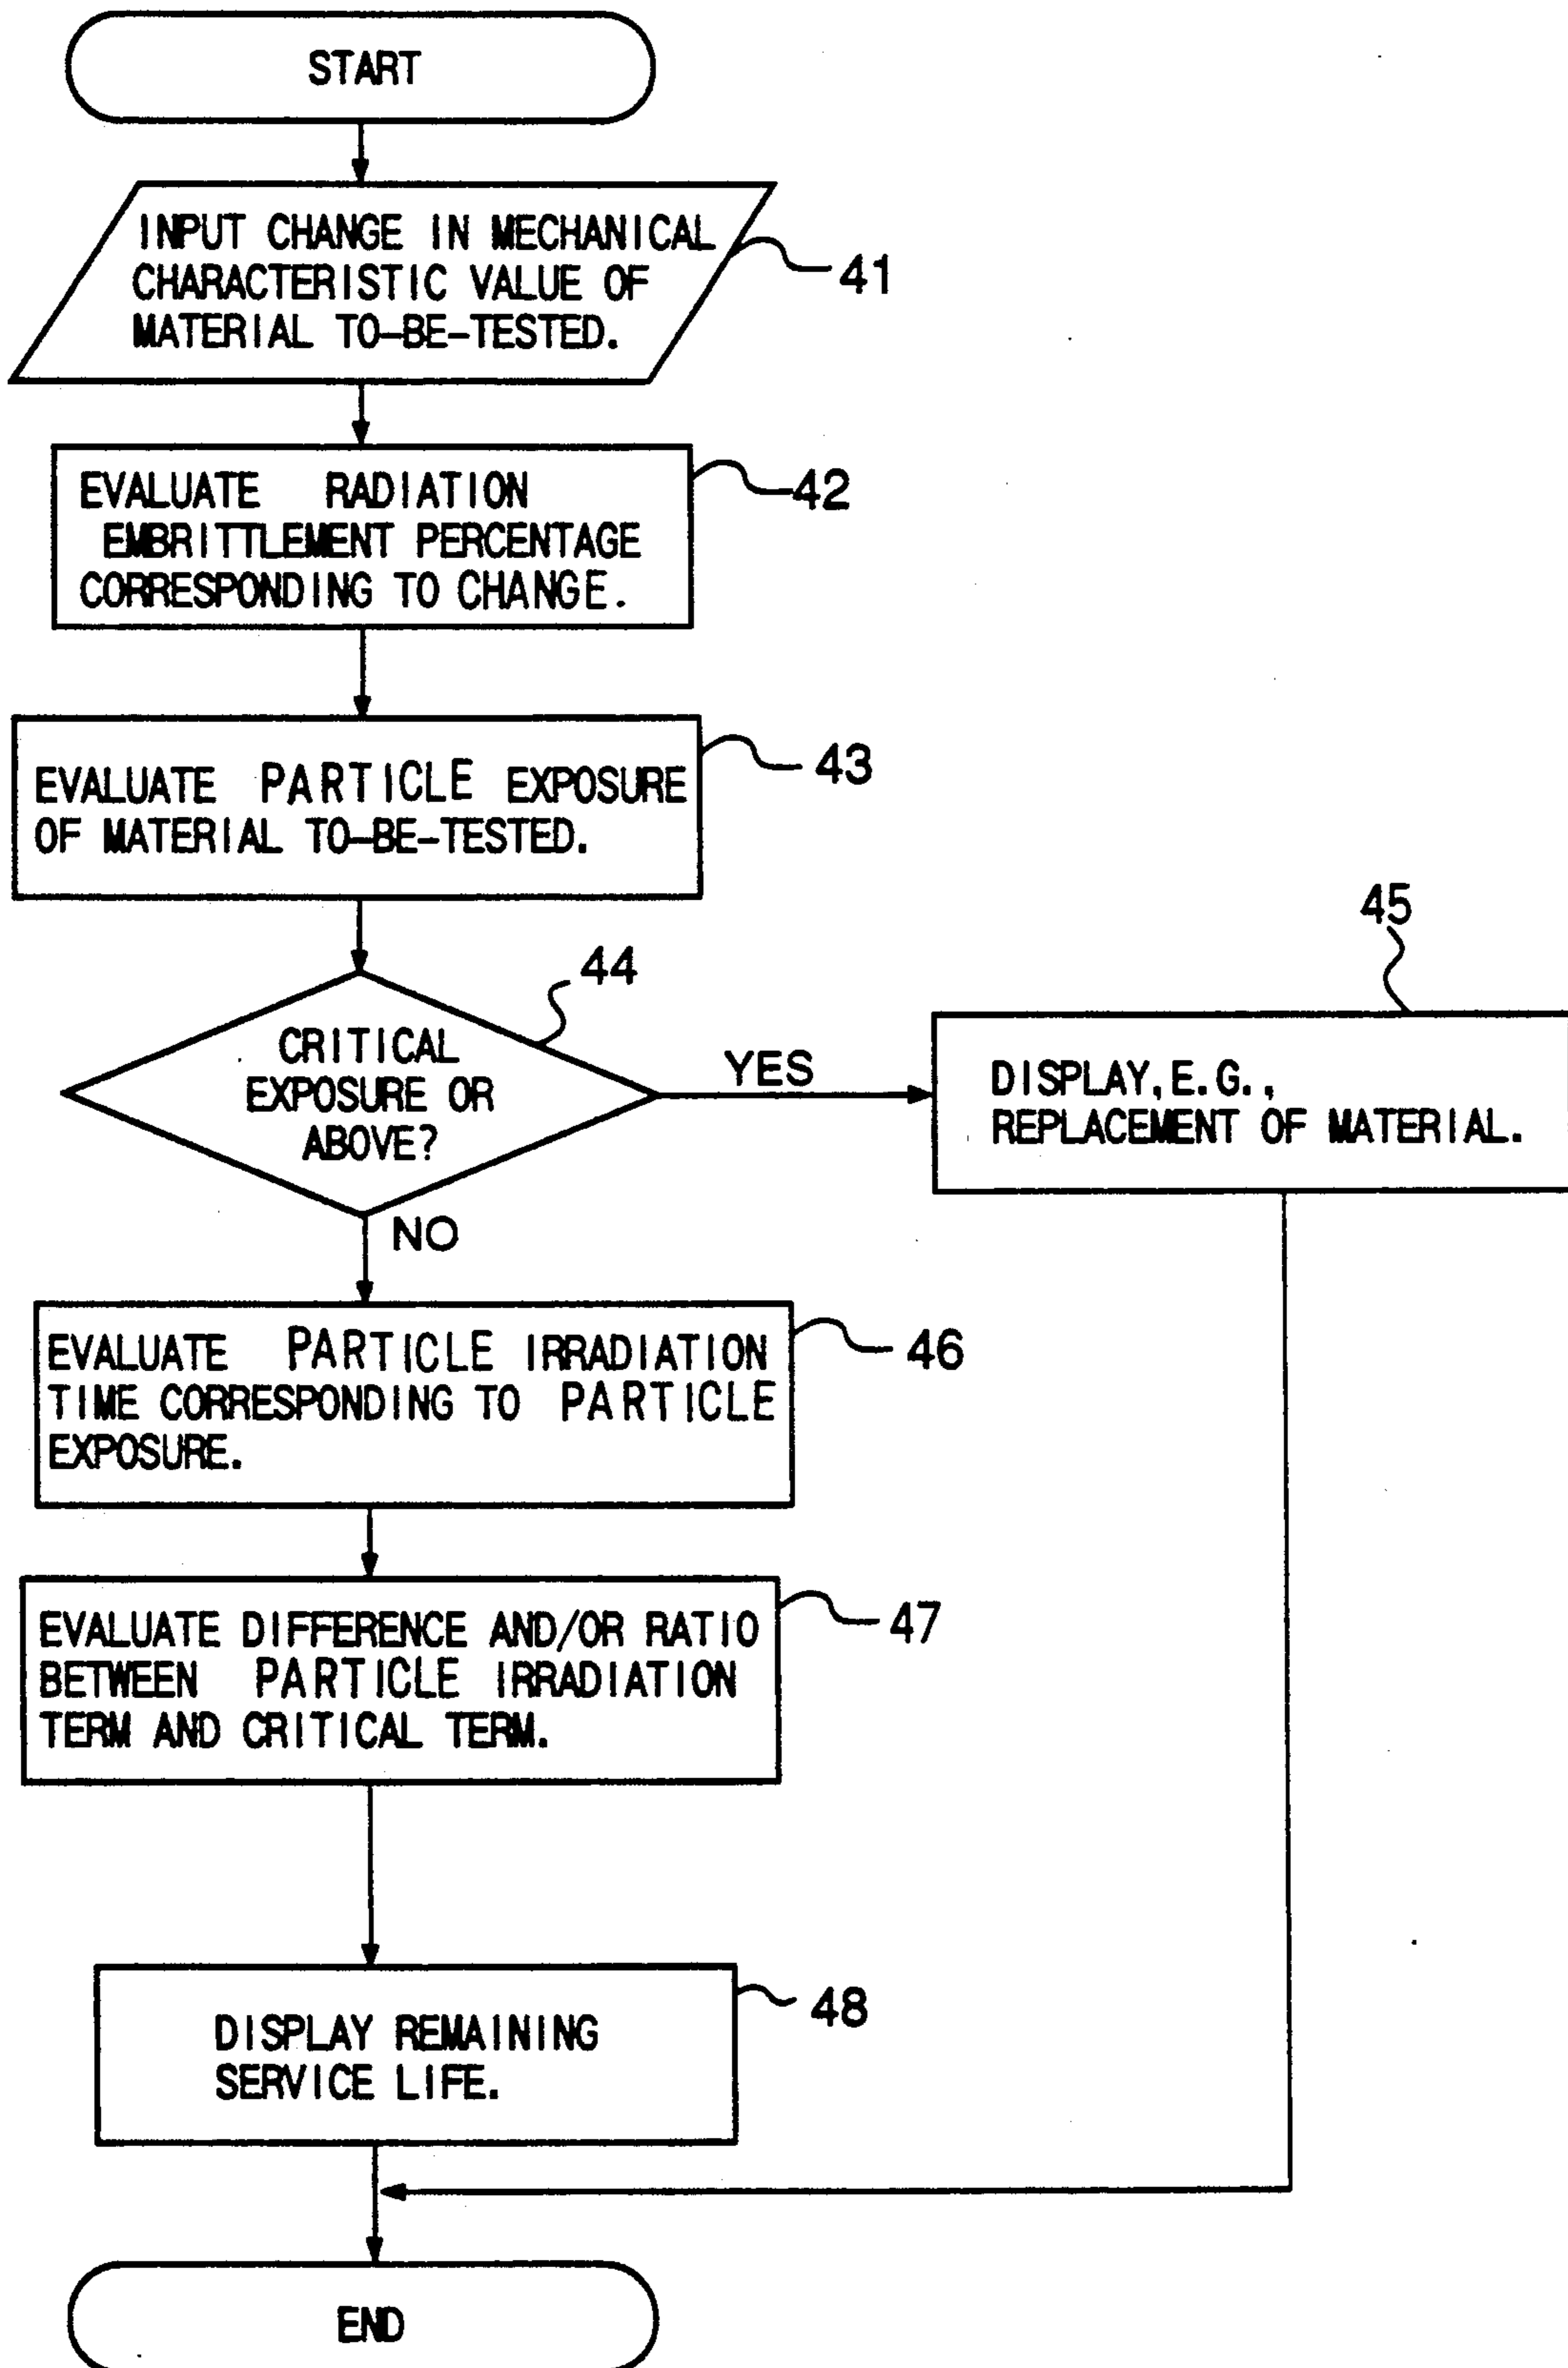 START
INPUT CHANGE IN MECHANICAL
CHARACTERISTIC VALUE OF
MATERIAL TO-BE-TESTED.
41
EVALUATE RADIATION
EMBRITTLEMENT PERCENTAGE
CORRESPONDING TO CHANGE.
42
EVALUATE PARTICLE EXPOSURE
OF MATERIAL TO-BE-TESTED.
43
CRITICAL
EXPOSURE OR
ABOVE?
44
YES
45
DISPLAY, E.G.,
REPLACEMENT OF MATERIAL.
NO
EVALUATE PARTICLE IRRADIATION
TIME CORRESPONDING TO PARTICLE
EXPOSURE.
46
EVALUATE DIFFERENCE AND/OR RATIO
BETWEEN PARTICLE IRRADIATION
TERM AND CRITICAL TERM.
47
DISPLAY REMAINING
SERVICE LIFE.
48
END